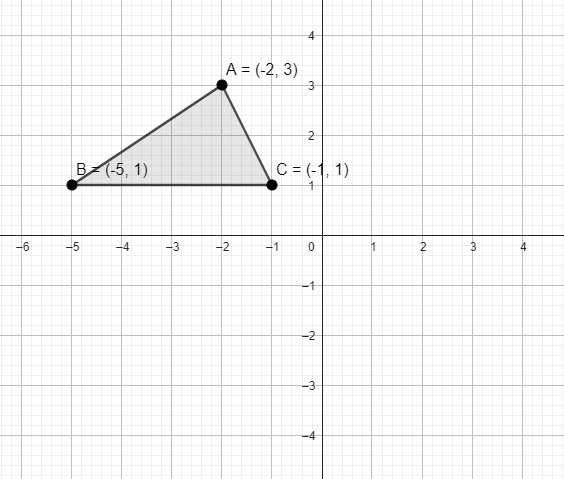 4
A = (-2, 3)
3
2
B = (-5, 1)
C = (-1, 1)
1
–6 –5 –4 –3 –2 –1 0 1 2 3 4
–1
–2
–3
–4